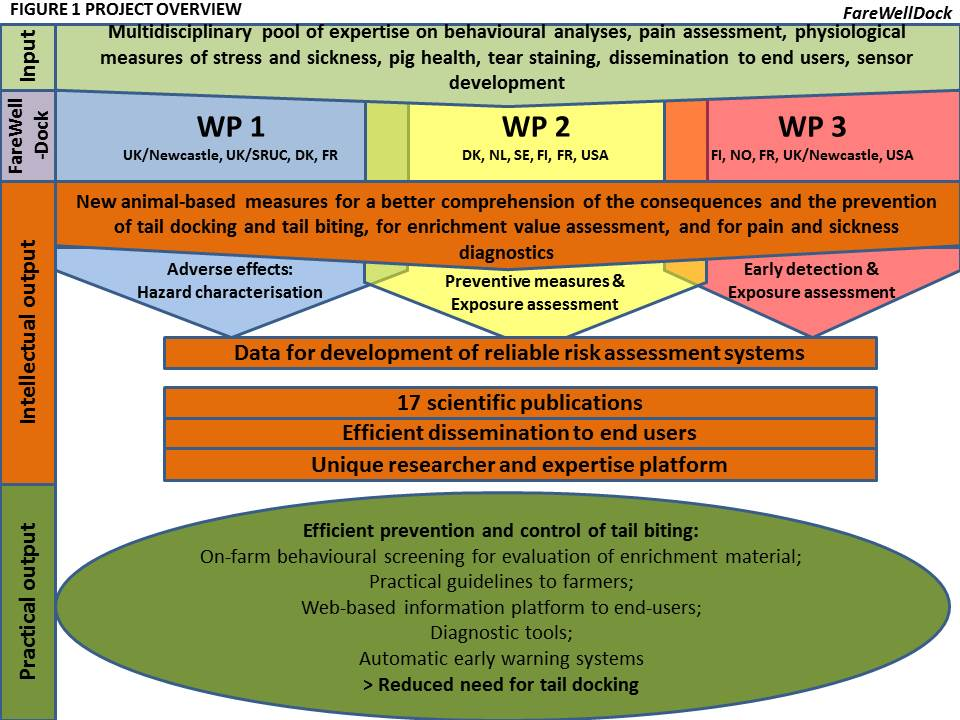 FIGURE 1 PROJECT OVERVIEW
FareWellDock
Input
Multidisciplinary pool of expertise on behavioural analyses, pain assessment, physiological
measures of stress and sickness, pig health, tear staining, dissemination to end users, sensor
development
FareWell
-Dock
WP 1
UK/Newcastle, UK/SRUC, DK, FR
WP 2
DK, NL, SE, FI, FR, USA
WP 3
FI, NO, FR, UK/Newcastle, USA
Intellectual output
New animal-based measures for a better comprehension of the consequences and the prevention
of tail docking and tail biting, for enrichment value assessment, and for pain and sickness
diagnostics
Adverse effects:
Hazard characterisation
Preventive measures &
Exposure assessment
Early detection &
Exposure assessment
Data for development of reliable risk assessment systems
17 scientific publications
Efficient dissemination to end users
Unique researcher and expertise platform
Practical output
Efficient prevention and control of tail biting:
On-farm behavioural screening for evaluation of enrichment material;
Practical guidelines to farmers;
Web-based information platform to end-users;
Diagnostic tools;
Automatic early warning systems
> Reduced need for tail docking